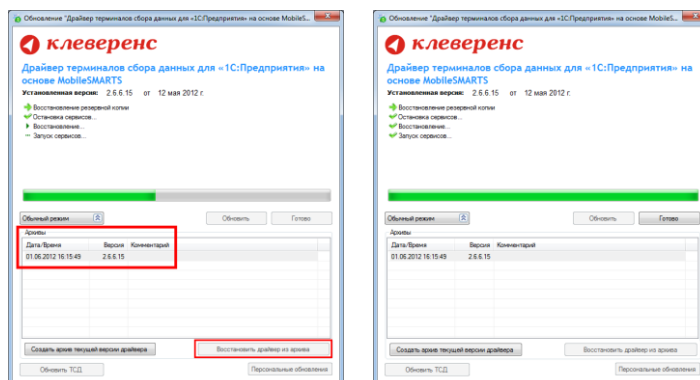 Обновление "Драйвер терминалов сбора данных для «1С:Предприятия» на основе MobileS...
клеверенс
Драйвер терминалов сбора данных для «1С:Предприятия» на
основе MobileSMARTS
Установленная версия: 2.6.6.15 от 12 мая 2012 г.
Восстановление резервной копии
Остановка сервисов...
Восстановление...
Запуск сервисов...
Обычный режим
Обновить
Готово
Архивы
Дата/Время Версия Комментарий
01.06.2012 16:15:49 2.6.6.15
Создать архив текущей версии драйвера
Восстановить драйвер из архива
Обновить ТСД
Персональные обновления
Обновление "Драйвер терминалов сбора данных для «1С:Предприятия» на основе MobileS...
клеверенс
Драйвер терминалов сбора данных для «1С:Предприятия» на
основе MobileSMARTS
Установленная версия: 2.6.6.15 от 12 мая 2012 г.
Восстановление резервной копии
Остановка сервисов...
Восстановление...
Запуск сервисов...
Обычный режим
Обновить
Готово
Архивы
Дата/Время Версия Комментарий
01.06.2012 16:15:49 2.6.6.15
Создать архив текущей версии драйвера
Восстановить драйвер из архива
Обновить ТСД
Персональные обновления